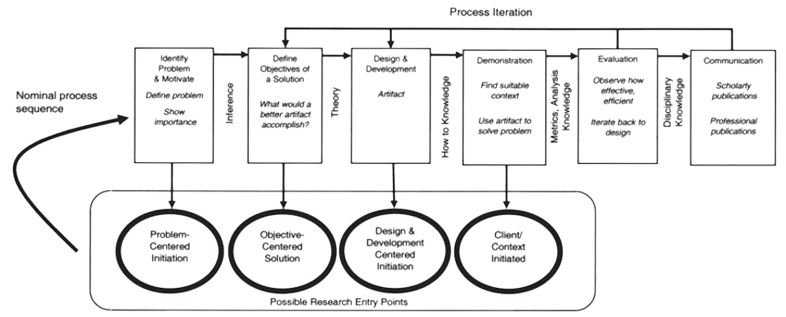 Process Iteration
Nominal process
sequence
Identify
Problem
& Motivate
Define problem
Show
importance
Inference
Define
Objectives of
a Solution
What would a
better artifact
accomplish?
Theory
Design &
Development
Artifact
How to Knowledge
Demonstration
Find suitable
context
Use artifact to
solve problem
Metrics, Analysis
Knowledge
Evaluation
Observe how
effective,
efficient
Iterate back to
design
Disciplinary
Knowledge
Communication
Scholarly
publications
Professional
publications
Problem-
Centered
Initiation
Objective-
Centered
Solution
Design &
Development
Centered
Initiation
Client/
Context
Initiated
Possible Research Entry Points